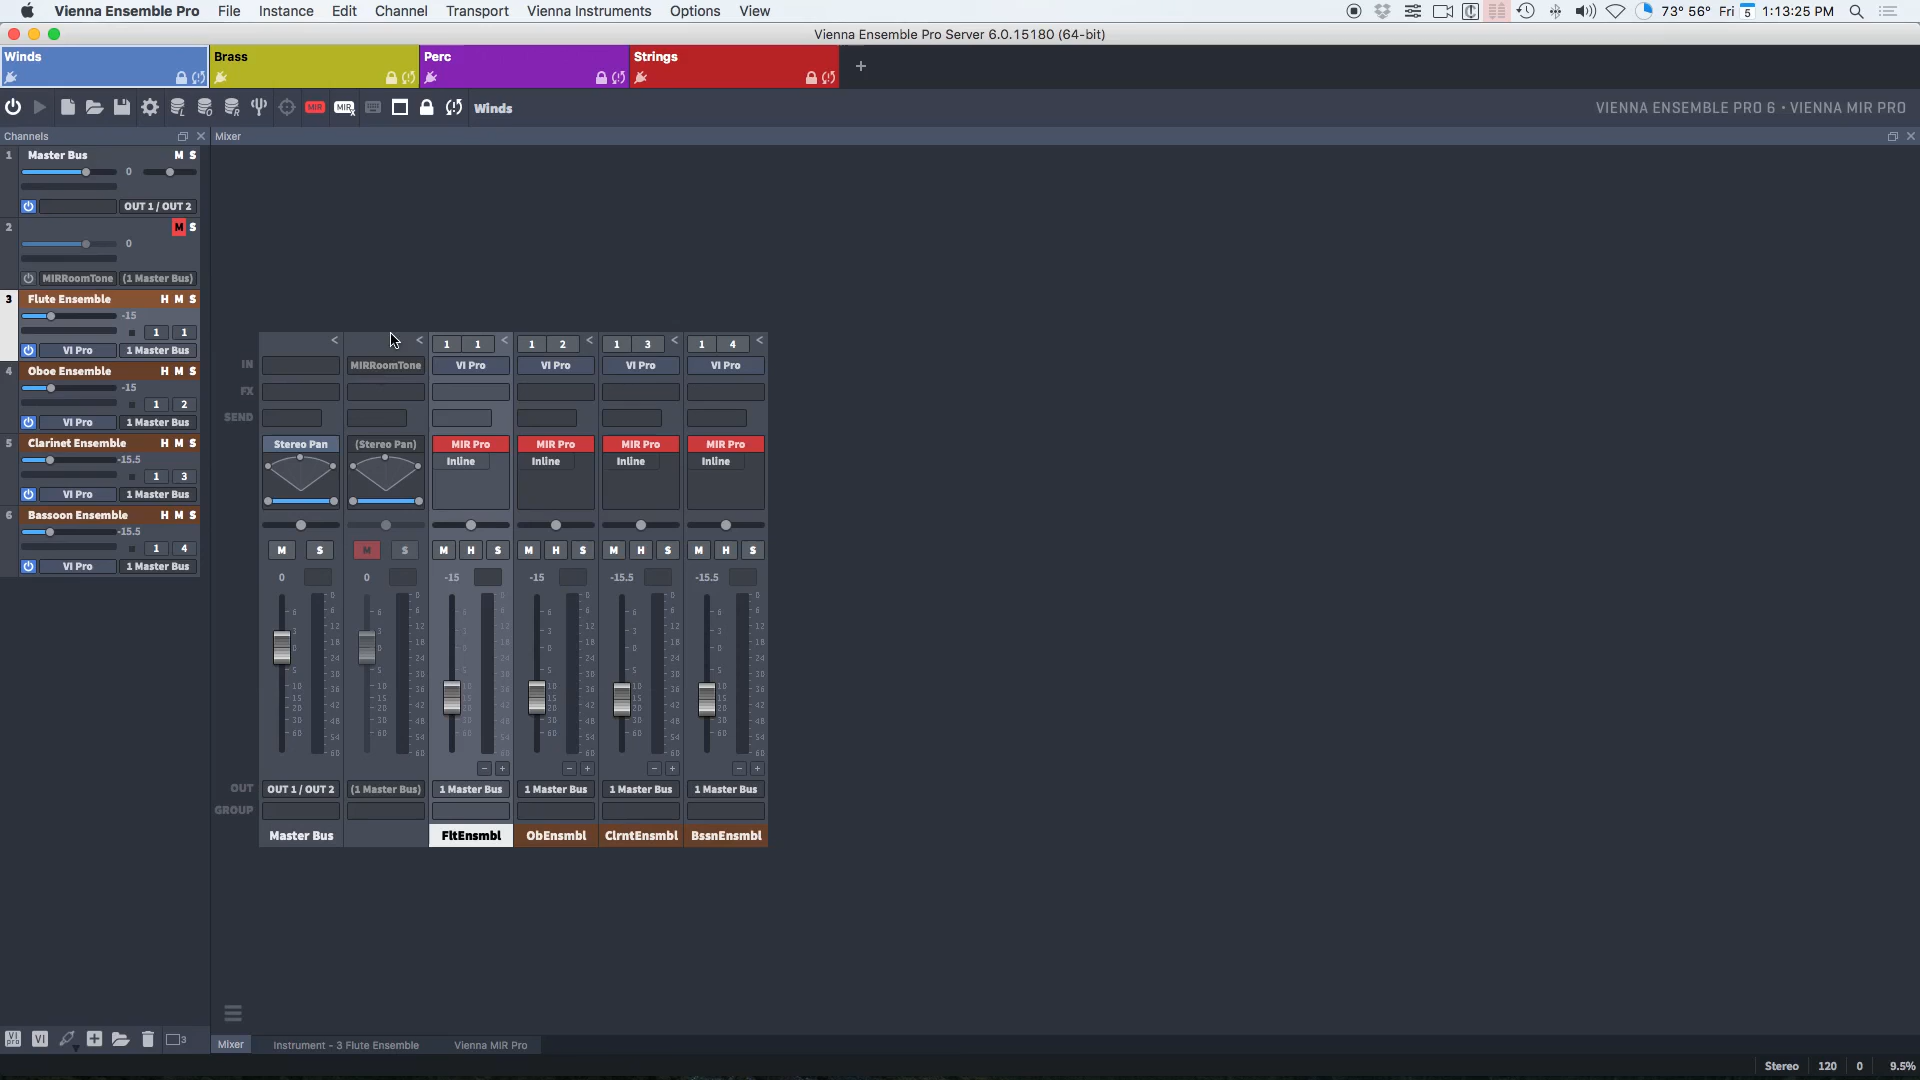 Vienna Ensemble Pro File Instance Edit Channel Transport Vienna Instruments Options View 73° 56° Fri 5 1:13:25 PM
Vienna Ensemble Pro Server 6.0.15180 (64-bit)
Winds Brass Perc Strings +
MIR MIRx Winds VIENNA ENSEMBLE PRO 6 • VIENNA MIR PRO
Channels Mixer
1 Master Bus M S
0
OUT 1 / OUT 2
2 M S
0
MIRRoomTone (1 Master Bus)
3 Flute Ensemble H M S
-15
1 1
VI Pro 1 Master Bus
4 Oboe Ensemble H M S
-15
1 2
VI Pro 1 Master Bus
5 Clarinet Ensemble H M S
-15.5
1 3
VI Pro 1 Master Bus
6 Bassoon Ensemble H M S
-15.5
1 4
VI Pro 1 Master Bus
< < 1 1 < 1 2 < 1 3 < 1 4 <
IN MIRRoomTone VI Pro VI Pro VI Pro VI Pro
FX
SEND
Stereo Pan (Stereo Pan) MIR Pro MIR Pro MIR Pro MIR Pro
Inline Inline Inline Inline
M S M S M H S M H S M H S M H S
0 0 -15 -15 -15.5 -15.5
OUT OUT 1 / OUT 2 (1 Master Bus) 1 Master Bus 1 Master Bus 1 Master Bus 1 Master Bus
GROUP
Master Bus FltEnsmbl ObEnsmbl ClrntEnsmbl BssnEnsmbl
VI pro VI 3
Mixer Instrument - 3 Flute Ensemble Vienna MIR Pro
Stereo 120 0 9.5%